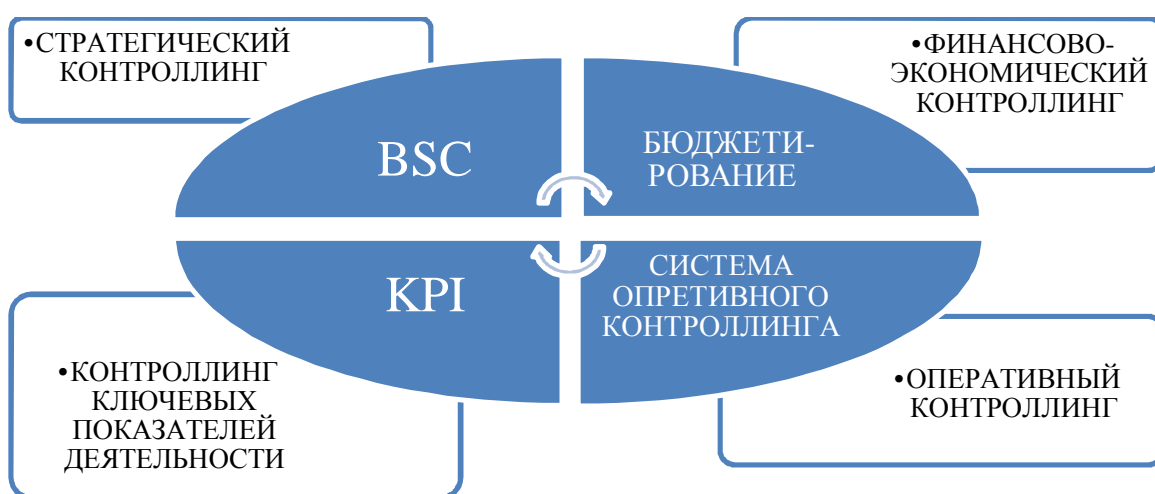 •СТРАТЕГИЧЕСКИЙ
КОНТРОЛЛИНГ
•ФИНАНСОВО-
ЭКОНОМИЧЕСКИЙ
КОНТРОЛЛИНГ
BSC
БЮДЖЕТИ-
РОВАНИЕ
KPI
СИСТЕМА
ОПРЕТИВНОГО
КОНТРОЛЛИНГА
•КОНТРОЛЛИНГ
КЛЮЧЕВЫХ
ПОКАЗАТЕЛЕЙ
ДЕЯТЕЛЬНОСТИ
•ОПЕРАТИВНЫЙ
КОНТРОЛЛИНГ